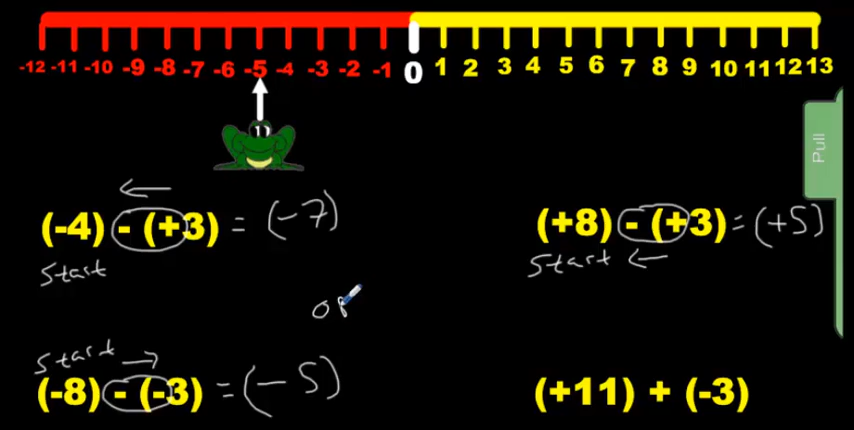 -12 -11 -10 -9 -8 -7 -6 -5 -4 -3 -2 -1 0 1 2 3 4 5 6 7 8 9 10 11 12 13
Pull
(-4) - (+3) = (-7)
start
(+8) - (+3) = (+5)
start
or
start
(-8) - (-3) = (-5)
(+11) + (-3)